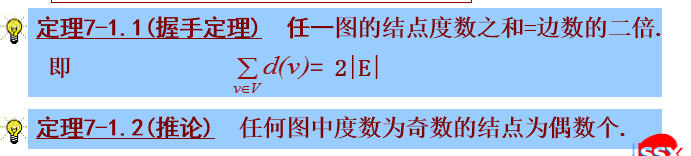 定理7-1.1(握手定理) 任一图的结点度数之和=边数的二倍.
即 ∑ d(v)= 2|E|
v∈V
定理7-1.2(推论) 任何图中度数为奇数的结点为偶数个.